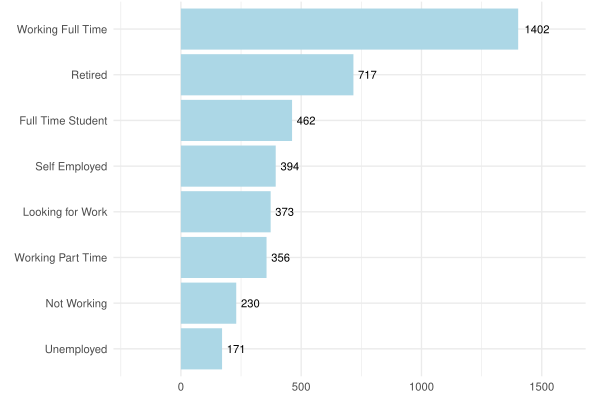 Working Full Time 1402
Retired 717
Full Time Student 462
Self Employed 394
Looking for Work 373
Working Part Time 356
Not Working 230
Unemployed 171
0 500 1000 1500